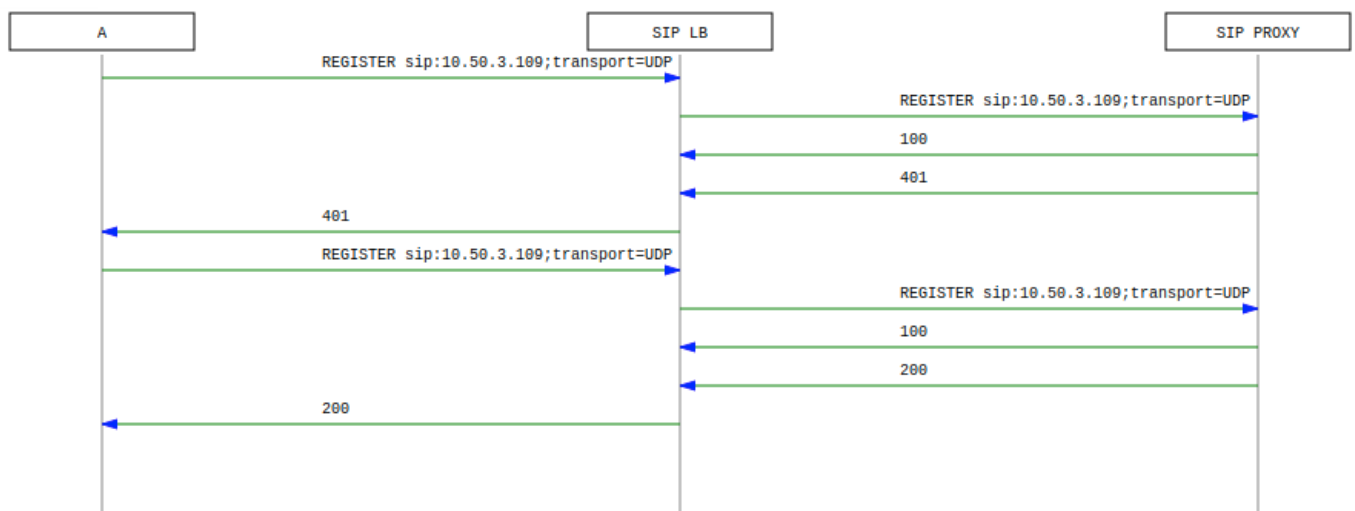 A
SIP LB
SIP PROXY
REGISTER sip:10.50.3.109;transport=UDP
REGISTER sip:10.50.3.109;transport=UDP
100
401
401
REGISTER sip:10.50.3.109;transport=UDP
REGISTER sip:10.50.3.109;transport=UDP
100
200
200